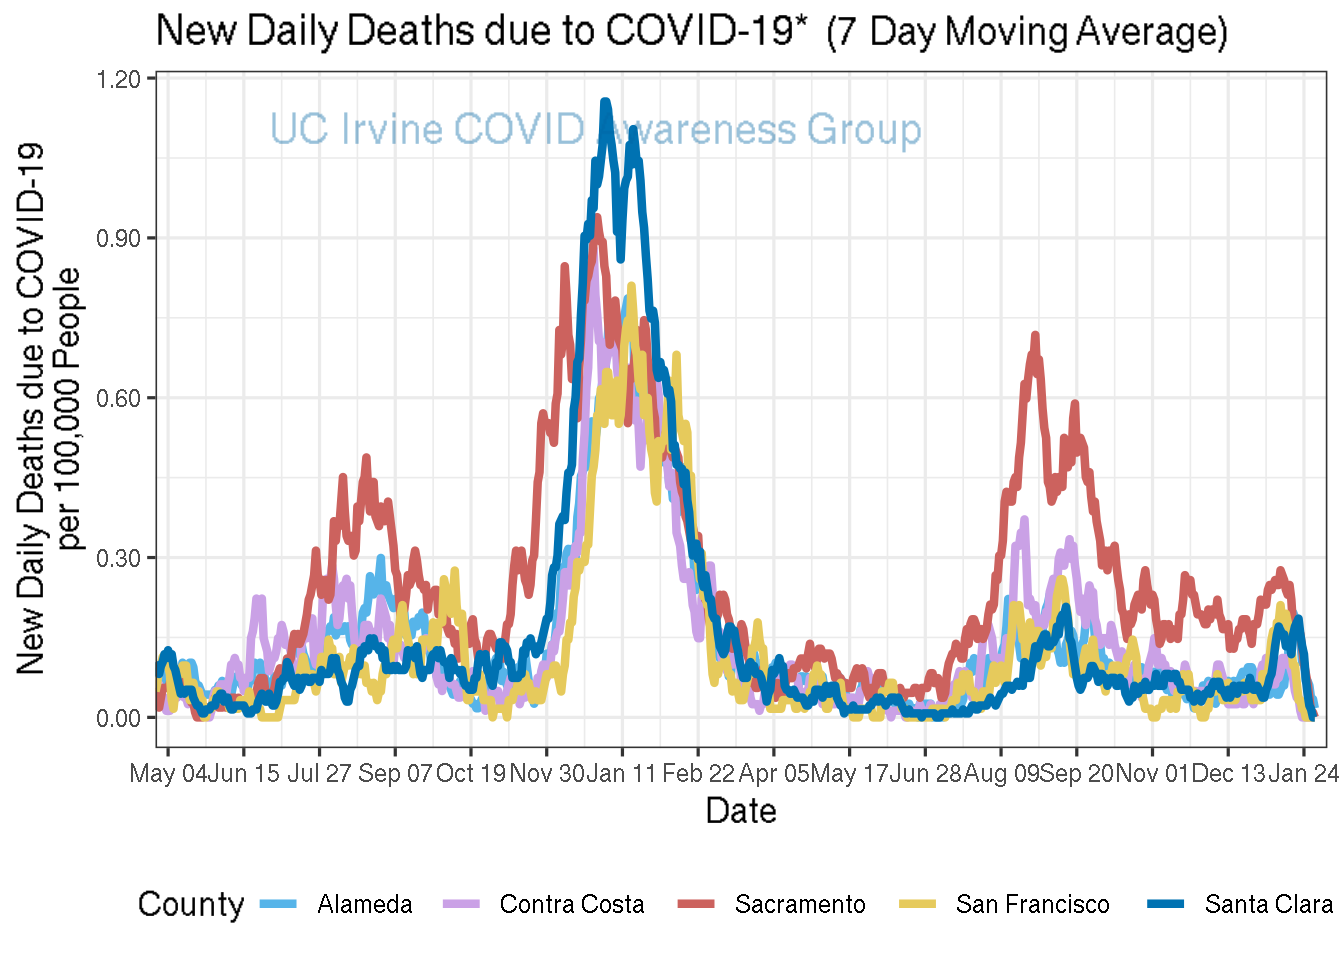 New Daily Deaths due to COVID-19* (7 Day Moving Average)
UC Irvine COVID Awareness Group
New Daily Deaths due to COVID-19
per 100,000 People
1.20
0.90
0.60
0.30
0.00
May 04 Jun 15 Jul 27 Sep 07 Oct 19 Nov 30 Jan 11 Feb 22 Apr 05 May 17 Jun 28 Aug 09 Sep 20 Nov 01 Dec 13 Jan 24
Date
County Alameda Contra Costa Sacramento San Francisco Santa Clara